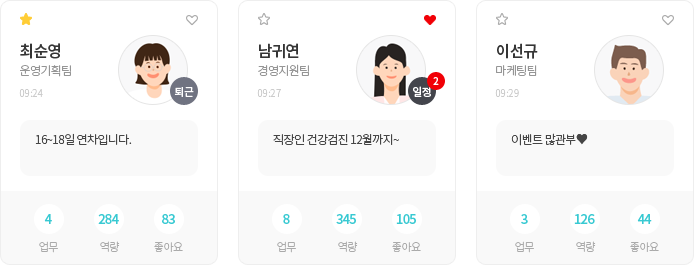 최순영
운영기획팀
09:24
퇴근
16~18일 연차입니다.
4 284 83
업무 역량 좋아요
남귀연
경영지원팀
09:27
2
일정
직장인 건강검진 12월까지~
8 345 105
업무 역량 좋아요
이선규
마케팅팀
09:29
이벤트 많관부♥
3 126 44
업무 역량 좋아요